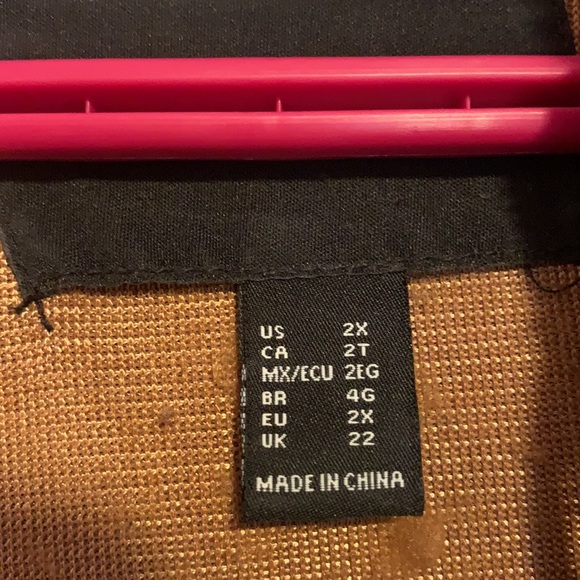 US 2X
CA 2T
MX/ECU 2EG
BR 4G
EU 2X
UK 22
MADE IN CHINA